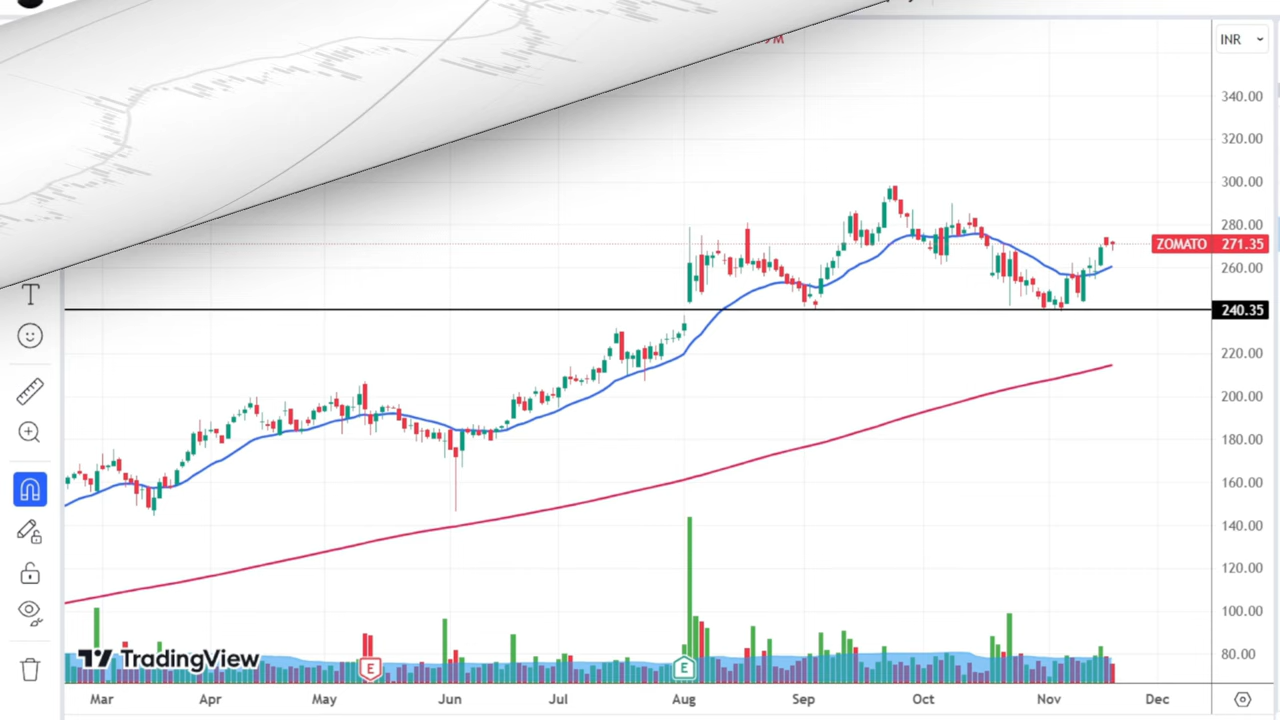 INR
340.00
320.00
300.00
280.00
ZOMATO 271.35
260.00
240.35
220.00
200.00
180.00
160.00
140.00
120.00
100.00
80.00
E
E
TradingView
Mar Apr May Jun Jul Aug Sep Oct Nov Dec